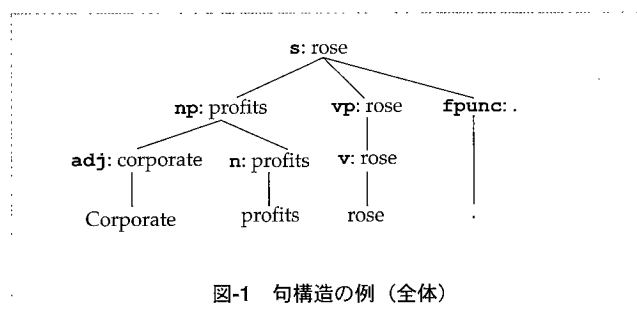 s: rose
np: profits vp: rose fpunc: .
adj: corporate n: profits v: rose
Corporate profits rose .
図-1 句構造の例（全体）